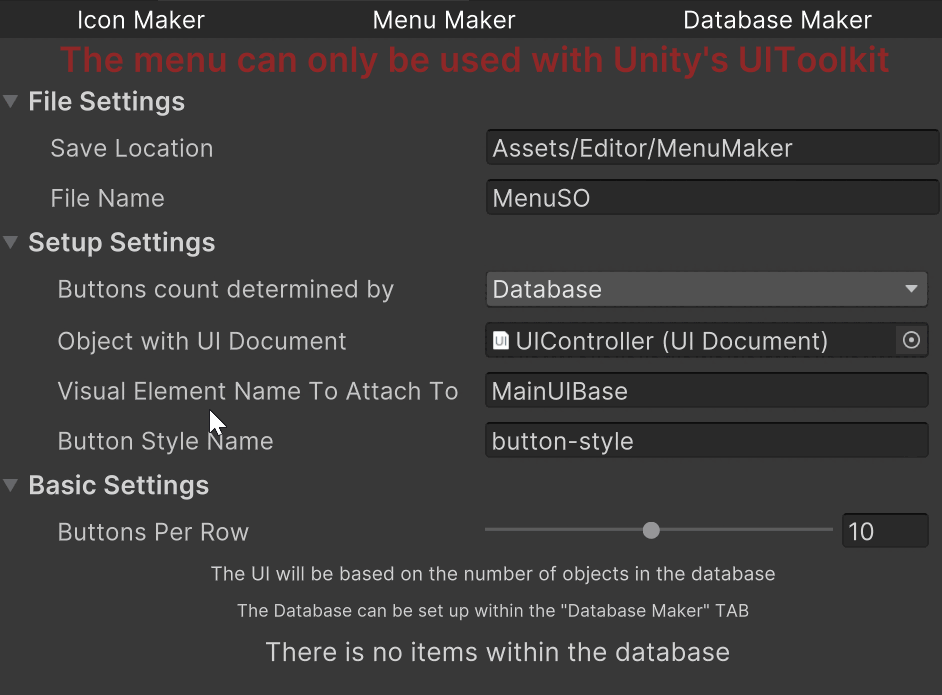 Icon Maker Menu Maker Database Maker
The menu can only be used with Unity's UIToolkit
File Settings
Save Location Assets/Editor/MenuMaker
File Name MenuSO
Setup Settings
Buttons count determined by Database
Object with UI Document UIController (UI Document)
Visual Element Name To Attach To MainUIBase
Button Style Name button-style
Basic Settings
Buttons Per Row 10
The UI will be based on the number of objects in the database
The Database can be set up within the "Database Maker" TAB
There is no items within the database